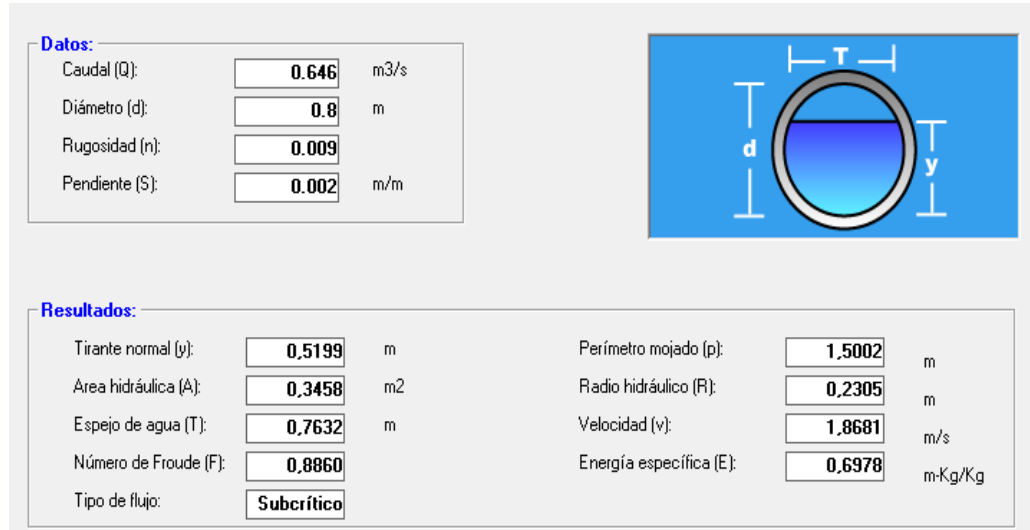 Datos:
Caudal (Q): 0.646 m3/s
Diámetro (d): 0.8 m
Rugosidad (n): 0.009
Pendiente (S): 0.002 m/m
T
d
y
Resultados:
Tirante normal (y): 0,5199 m
Area hidráulica (A): 0,3458 m2
Espejo de agua (T): 0,7632 m
Número de Froude (F): 0,8860
Tipo de flujo: Subcrítico
Perímetro mojado (p): 1,5002 m
Radio hidráulico (R): 0,2305 m
Velocidad (v): 1,8681 m/s
Energía específica (E): 0,6978 m-Kg/Kg